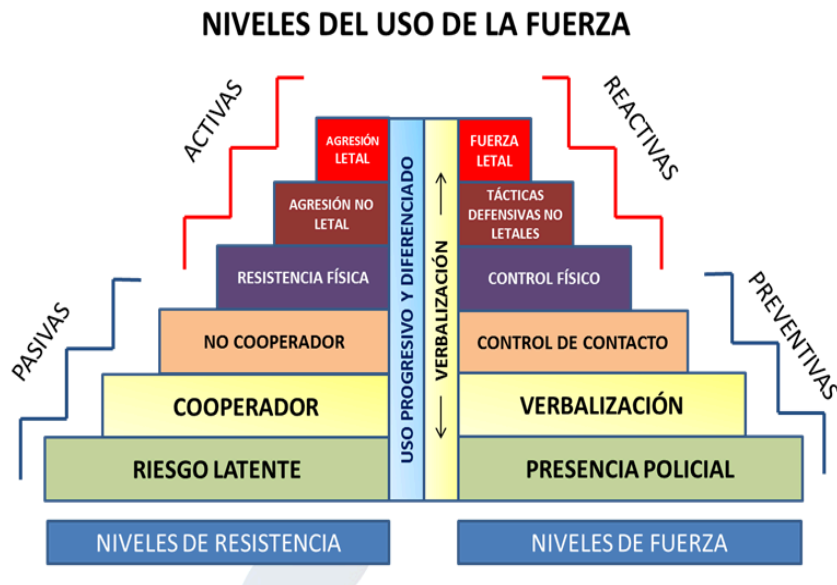 NIVELES DEL USO DE LA FUERZA
ACTIVAS
REACTIVAS
PASIVAS
PREVENTIVAS
AGRESIÓN
LETAL
AGRESIÓN NO
LETAL
RESISTENCIA FÍSICA
NO COOPERADOR
COOPERADOR
RIESGO LATENTE
USO PROGRESIVO Y DIFERENCIADO
VERBALIZACIÓN
FUERZA
LETAL
TÁCTICAS
DEFENSIVAS NO
LETALES
CONTROL FÍSICO
CONTROL DE CONTACTO
VERBALIZACIÓN
PRESENCIA POLICIAL
NIVELES DE RESISTENCIA
NIVELES DE FUERZA